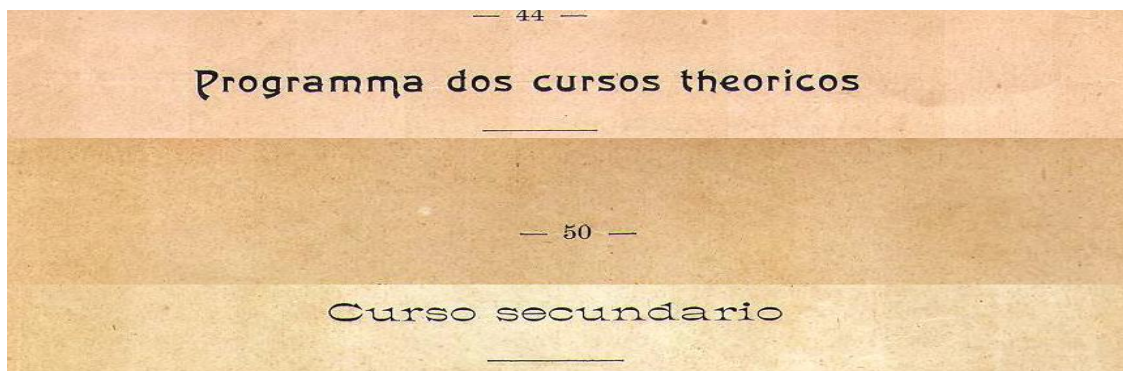 — 44 —
Programma dos cursos theoricos
— 50 —
Curso secundario